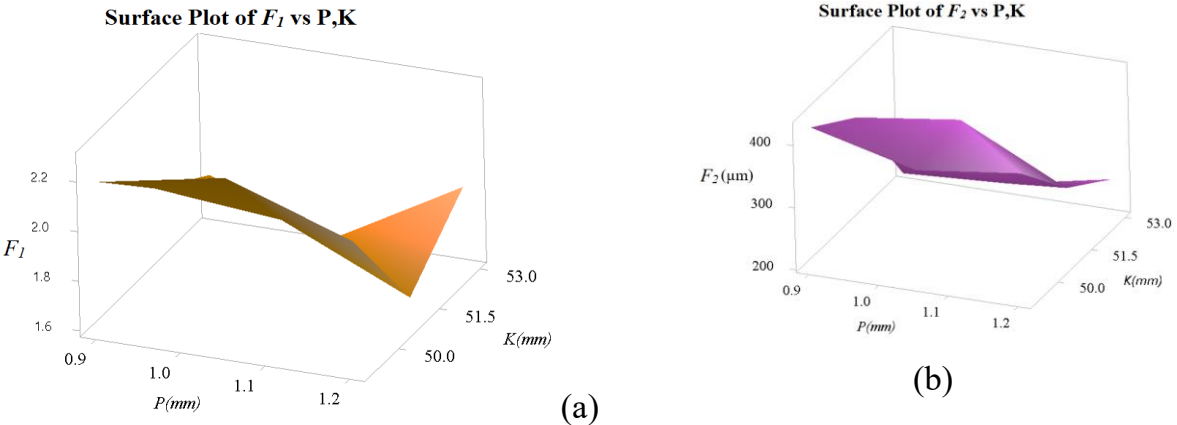 Surface Plot of F1 vs P,K
2.2
2.0
F1
1.8
1.6
0.9
1.0
1.1
1.2
P(mm)
53.0
51.5
K(mm)
50.0
(a)
Surface Plot of F2 vs P,K
400
F2 (μm)
300
200
0.9
1.0
1.1
1.2
P(mm)
53.0
51.5
K(mm)
50.0
(b)